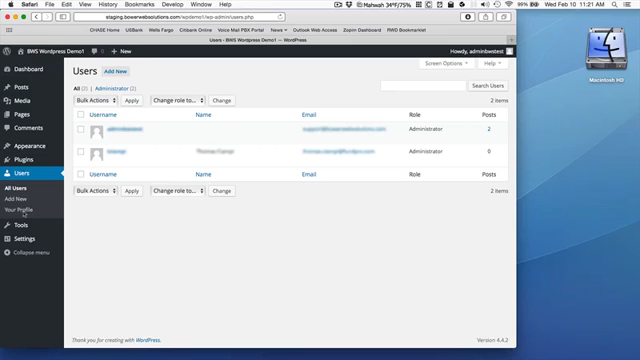 Safari File Edit View History Bookmarks Develop Window Help
Mahwah 34°F/75%
99% Wed Feb 10 11:21 AM
staging.bowerwebsolutions.com/wpdemo1/wp-admin/users.php
CHASE Home USBank Wells Fargo Voice Mail PBX Portal News Outlook Web Access Zopim Dashboard RWD Bookmarklet
Users ‹ BWS Wordpress Demo1 — WordPress
BWS Wordpress Demo1 0 + New
Howdy, adminbwstest
Dashboard
Posts
Media
Pages
Comments
Appearance
Plugins
Users
All Users
Add New
Your Profile
Tools
Settings
Collapse menu
Screen Options Help
Users Add New
All (2) | Administrator (2)
Search Users
Bulk Actions Apply Change role to... Change 2 items
Username Name Email Role Posts
Administrator 2
Administrator 0
Username Name Email Role Posts
Bulk Actions Apply Change role to... Change 2 items
Thank you for creating with WordPress.
Version 4.4.2
Macintosh HD